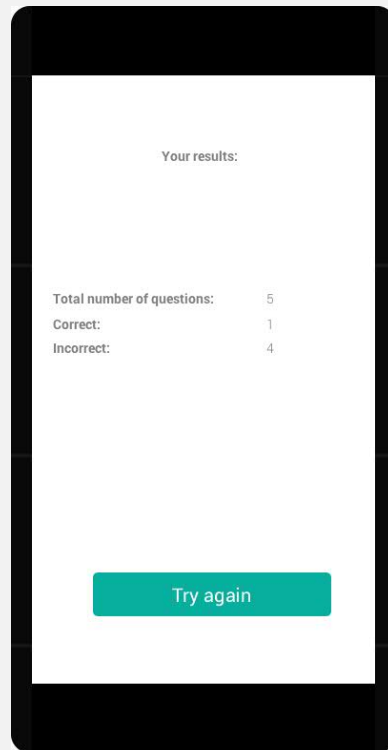 Your results:
Total number of questions: 5
Correct: 1
Incorrect: 4
Try again